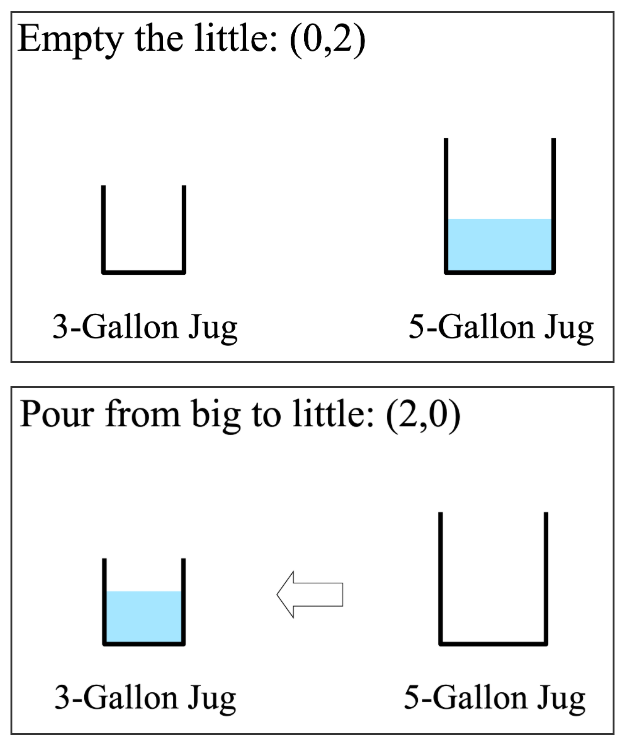 Empty the little: (0,2)
3-Gallon Jug
5-Gallon Jug
Pour from big to little: (2,0)
3-Gallon Jug
5-Gallon Jug